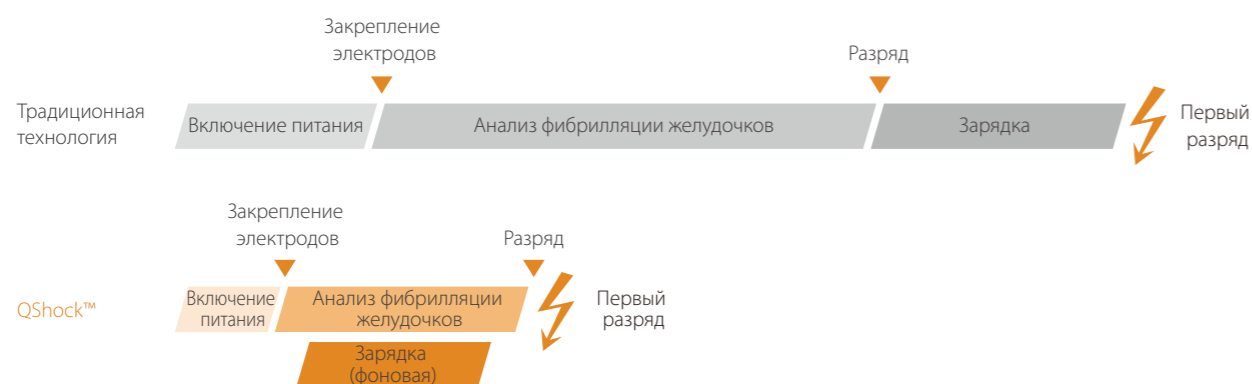 Закрепление
электродов
Разряд
Традиционная
технология
Включение питания
Анализ фибрилляции желудочков
Зарядка
Первый
разряд
Закрепление
электродов
Разряд
QShock™
Включение
питания
Анализ фибрилляции
желудочков
Первый
разряд
Зарядка
(фоновая)